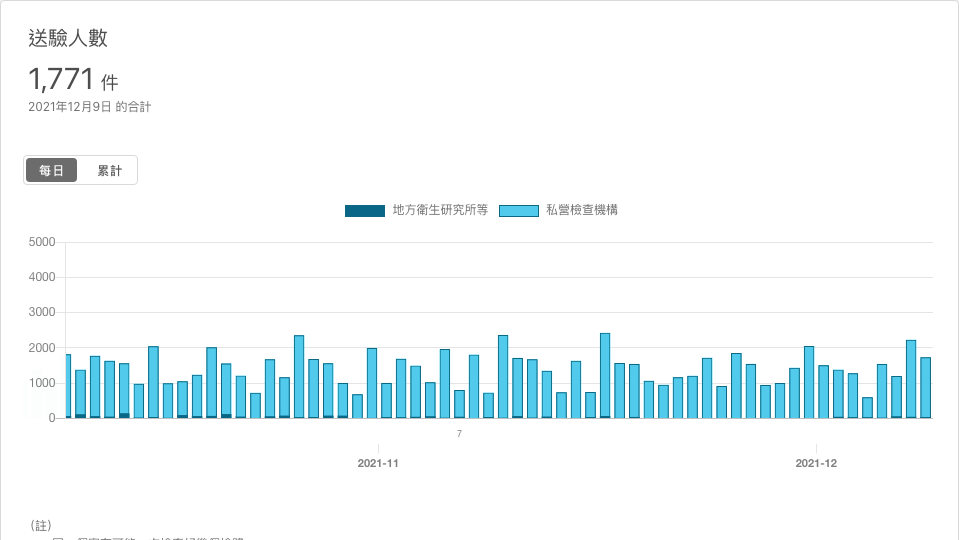 送驗人數
1,771 件
2021年12月9日 的合計
每日 累計
地方衛生研究所等 私營檢查機構
5000
4000
3000
2000
1000
0
7
2021-11 2021-12
(註)